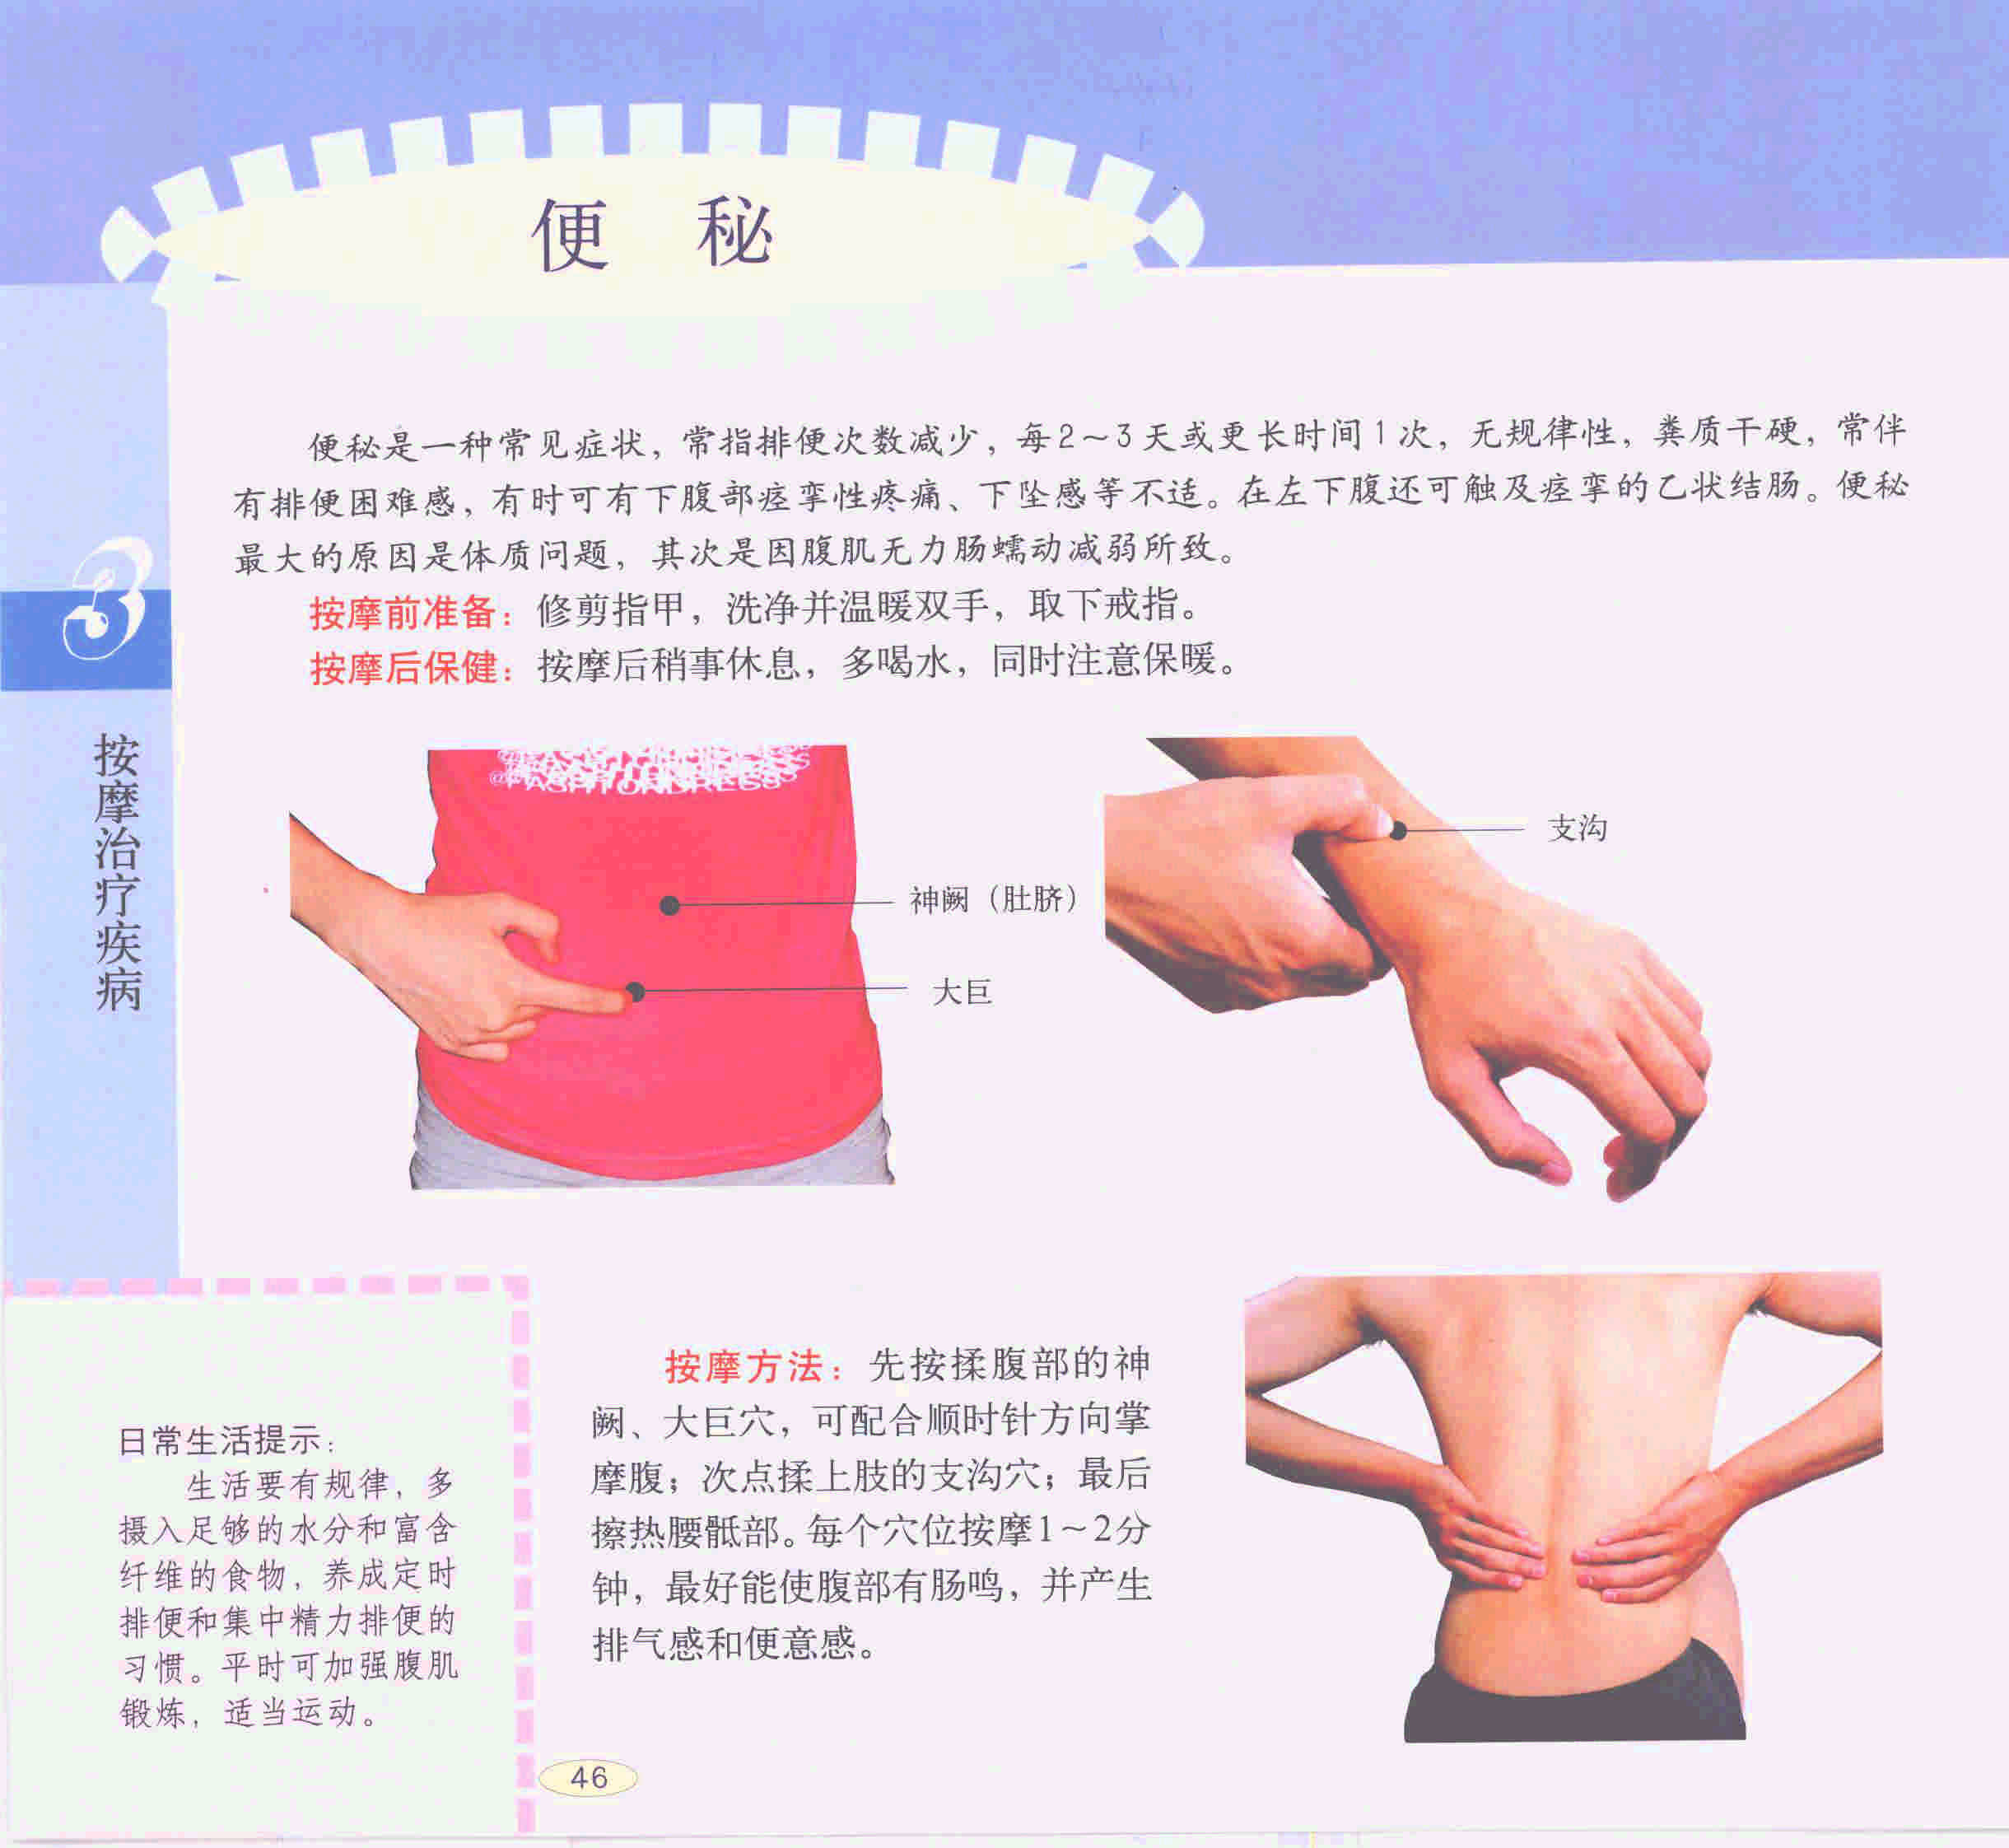 便 秘
便秘是一种常见症状，常指排便次数减少，每2～3天或更长时间1次，无规律性，粪质干硬，常伴
有排便困难感，有时可有下腹部痉挛性疼痛、下坠感等不适。在左下腹还可触及痉挛的乙状结肠。便秘
最大的原因是体质问题，其次是因腹肌无力肠蠕动减弱所致。
按摩前准备：修剪指甲，洗净并温暖双手，取下戒指。
按摩后保健：按摩后稍事休息，多喝水，同时注意保暖。
3
按摩治疗疾病
神阙（肚脐）
大巨
支沟
按摩方法：先按揉腹部的神
阙、大巨穴，可配合顺时针方向掌
摩腹；次点揉上肢的支沟穴；最后
擦热腰骶部。每个穴位按摩1～2分
钟，最好能使腹部有肠鸣，并产生
排气感和便意感。
日常生活提示：
生活要有规律，多
摄入足够的水分和富含
纤维的食物，养成定时
排便和集中精力排便的
习惯。平时可加强腹肌
锻炼，适当运动。
46